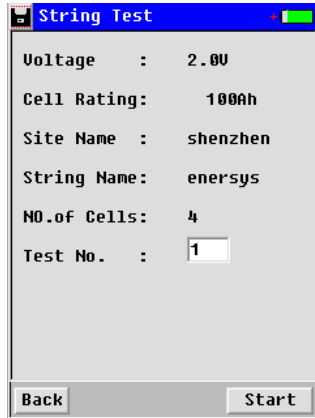 String Test
Voltage : 2.0V
Cell Rating: 100Ah
Site Name : shenzhen
String Name: enersys
NO.of Cells: 4
Test No. : 1
Back Start